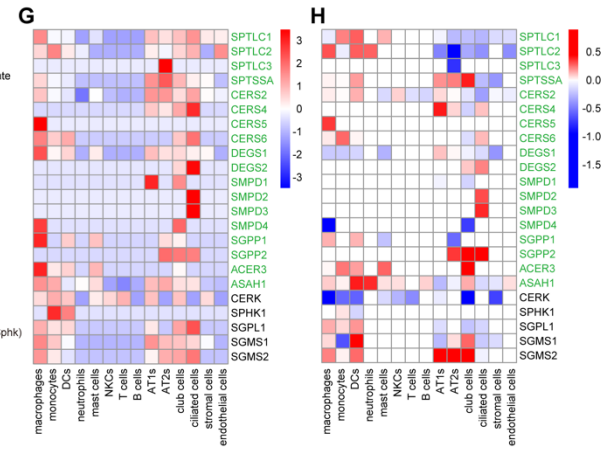 G
H
nte
phk)
SPTLC1
SPTLC2
SPTLC3
SPTSSA
CERS2
CERS4
CERS5
CERS6
DEGS1
DEGS2
SMPD1
SMPD2
SMPD3
SMPD4
SGPP1
SGPP2
ACER3
ASAH1
CERK
SPHK1
SGPL1
SGMS1
SGMS2
3
2
1
0
-1
-2
-3
macrophages
monocytes
DCs
neutrophils
mast cells
NKCs
T cells
B cells
AT1s
AT2s
club cells
ciliated cells
stromal cells
endothelial cells
SPTLC1
SPTLC2
SPTLC3
SPTSSA
CERS2
CERS4
CERS5
CERS6
DEGS1
DEGS2
SMPD1
SMPD2
SMPD3
SMPD4
SGPP1
SGPP2
ACER3
ASAH1
CERK
SPHK1
SGPL1
SGMS1
SGMS2
0.5
0.0
-0.5
-1.0
-1.5
macrophages
monocytes
DCs
neutrophils
mast cells
NKCs
T cells
B cells
AT1s
AT2s
club cells
ciliated cells
stromal cells
endothelial cells